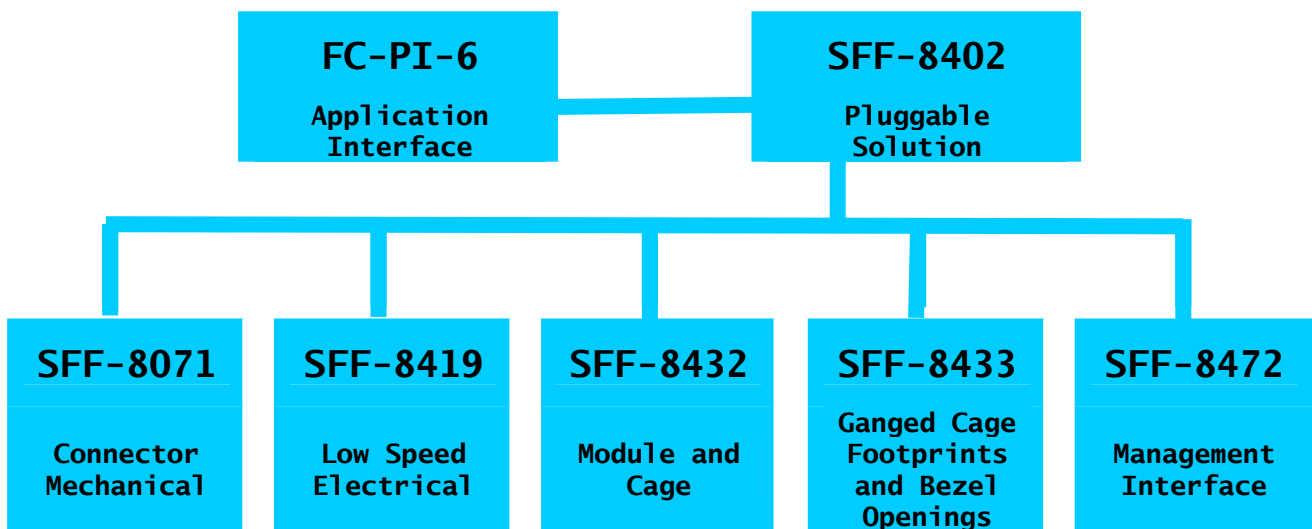 FC-PI-6
Application
Interface
SFF-8402
Pluggable
Solution
SFF-8071
Connector
Mechanical
SFF-8419
Low Speed
Electrical
SFF-8432
Module and
Cage
SFF-8433
Ganged Cage
Footprints
and Bezel
Openings
SFF-8472
Management
Interface